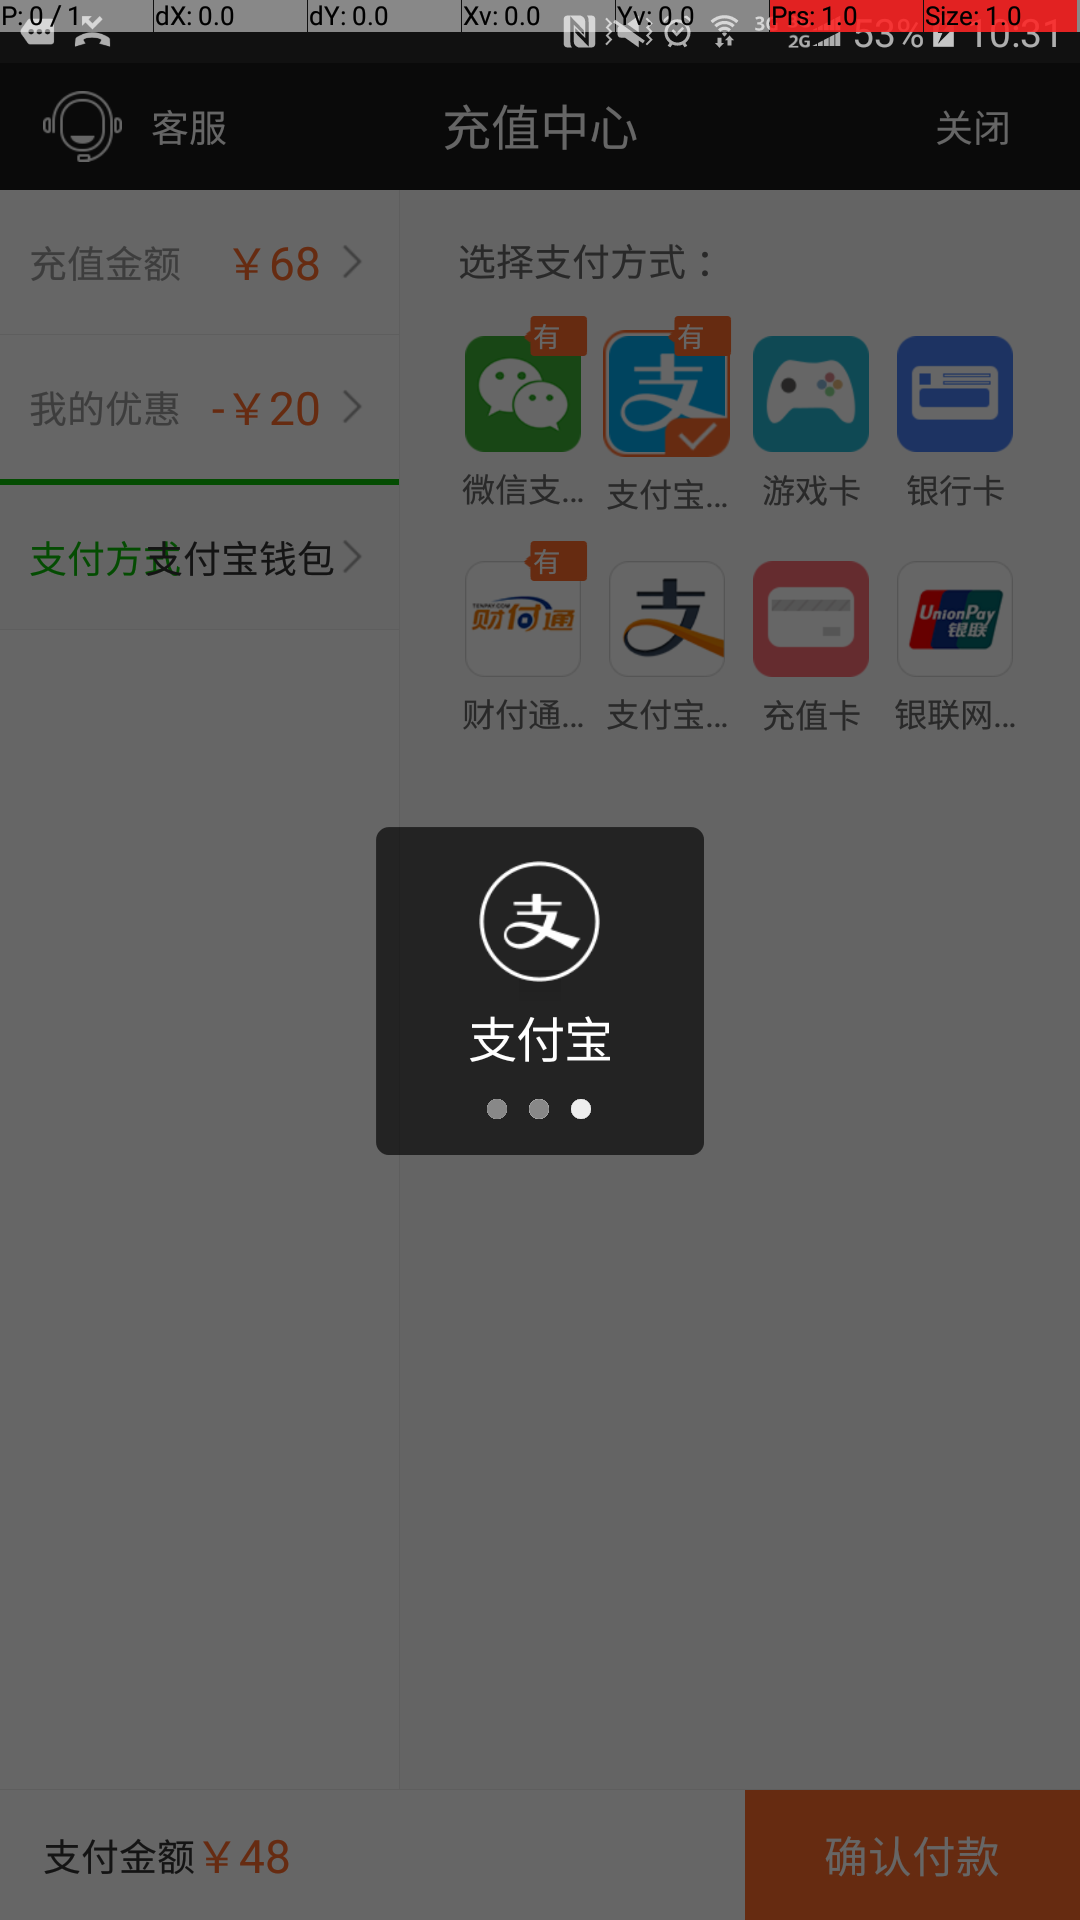 P: 0 / 1 dX: 0.0 dY: 0.0 Xv: 0.0 Yv: 0.0 Prs: 1.0 Size: 1.0
3G 2G 53% 10:31
客服 充值中心 关闭
充值金额 ￥68
我的优惠 -￥20
支付方式 支付宝钱包
选择支付方式：
有 有
支
微信支... 支付宝... 游戏卡 银行卡
有
TENPAY.COM 财付通 支 UnionPay 银联
财付通... 支付宝... 充值卡 银联网...
支
支付宝
支付金额 ￥48 确认付款